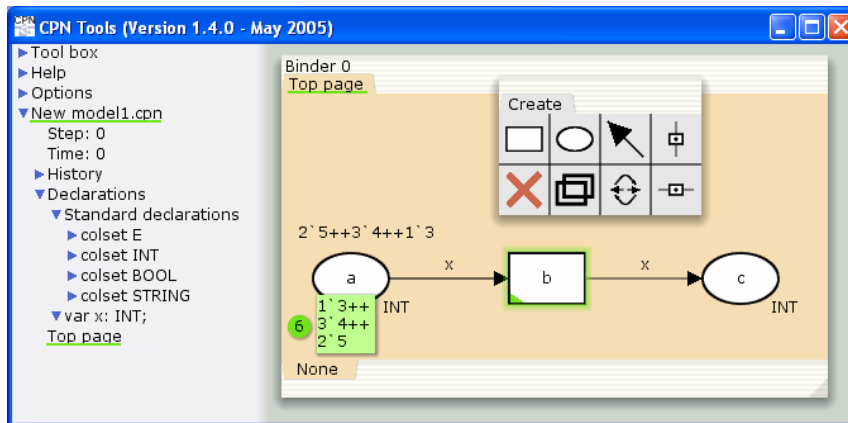 CPN Tools (Version 1.4.0 - May 2005)
Tool box
Help
Options
New model1.cpn
Step: 0
Time: 0
History
Declarations
Standard declarations
colset E
colset INT
colset BOOL
colset STRING
var x: INT;
Top page
Binder 0
Top page
Create
2`5++3`4++1`3
a
x
b
x
c
INT
INT
6
1`3++
3`4++
2`5
None